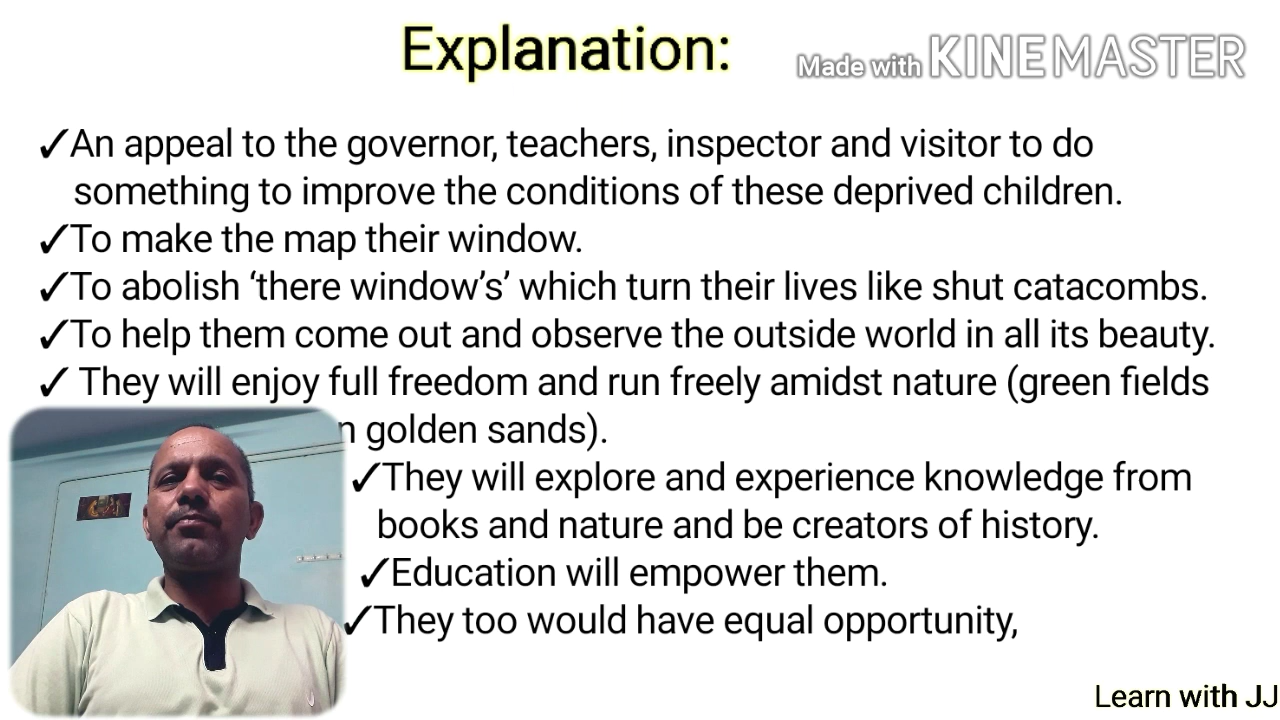 Explanation:
Made with KINEMASTER
✓An appeal to the governor, teachers, inspector and visitor to do
something to improve the conditions of these deprived children.
✓To make the map their window.
✓To abolish ‘there window’s’ which turn their lives like shut catacombs.
✓To help them come out and observe the outside world in all its beauty.
✓ They will enjoy full freedom and run freely amidst nature (green fields
golden sands).
✓They will explore and experience knowledge from
books and nature and be creators of history.
✓Education will empower them.
✓They too would have equal opportunity,
Learn with JJ